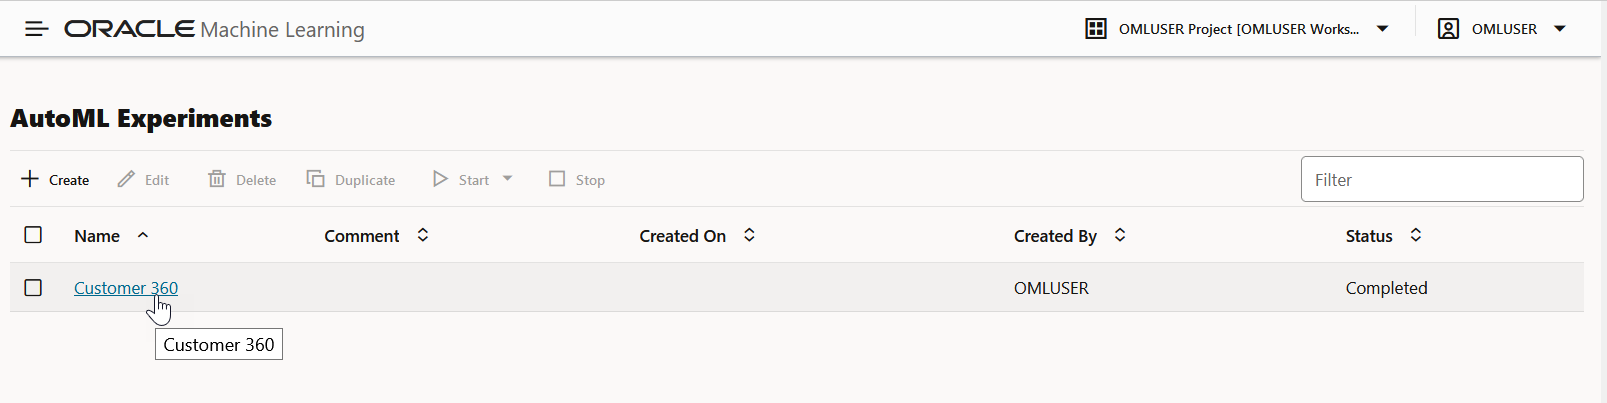 ORACLE Machine Learning OMLUSER Project [OMLUSER Works... OMLUSER
AutoML Experiments
Create Edit Delete Duplicate Start Stop Filter
Name Comment Created On Created By Status
Customer 360 OMLUSER Completed
Customer 360